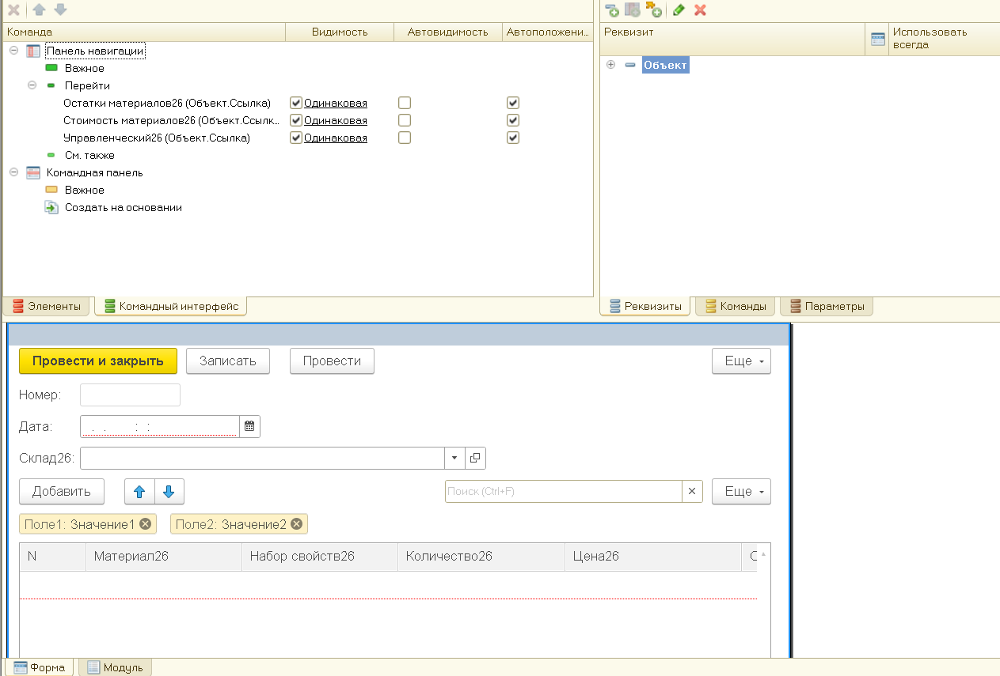 Команда Видимость Автовидимость Автоположени...
Панель навигации
Важное
Перейти
Остатки материалов26 (Объект.Ссылка) Одинаковая
Стоимость материалов26 (Объект.Ссылк... Одинаковая
Управленческий26 (Объект.Ссылка) Одинаковая
См. также
Командная панель
Важное
Создать на основании
Элементы Командный интерфейс
Реквизит Использовать
всегда
Объект
Реквизиты Команды Параметры
Провести и закрыть Записать Провести Еще
Номер:
Дата: . . : :
Склад26:
Добавить Поиск (Ctrl+F) Еще
Поле1: Значение1 Поле2: Значение2
N Материал26 Набор свойств26 Количество26 Цена26 С
Форма Модуль